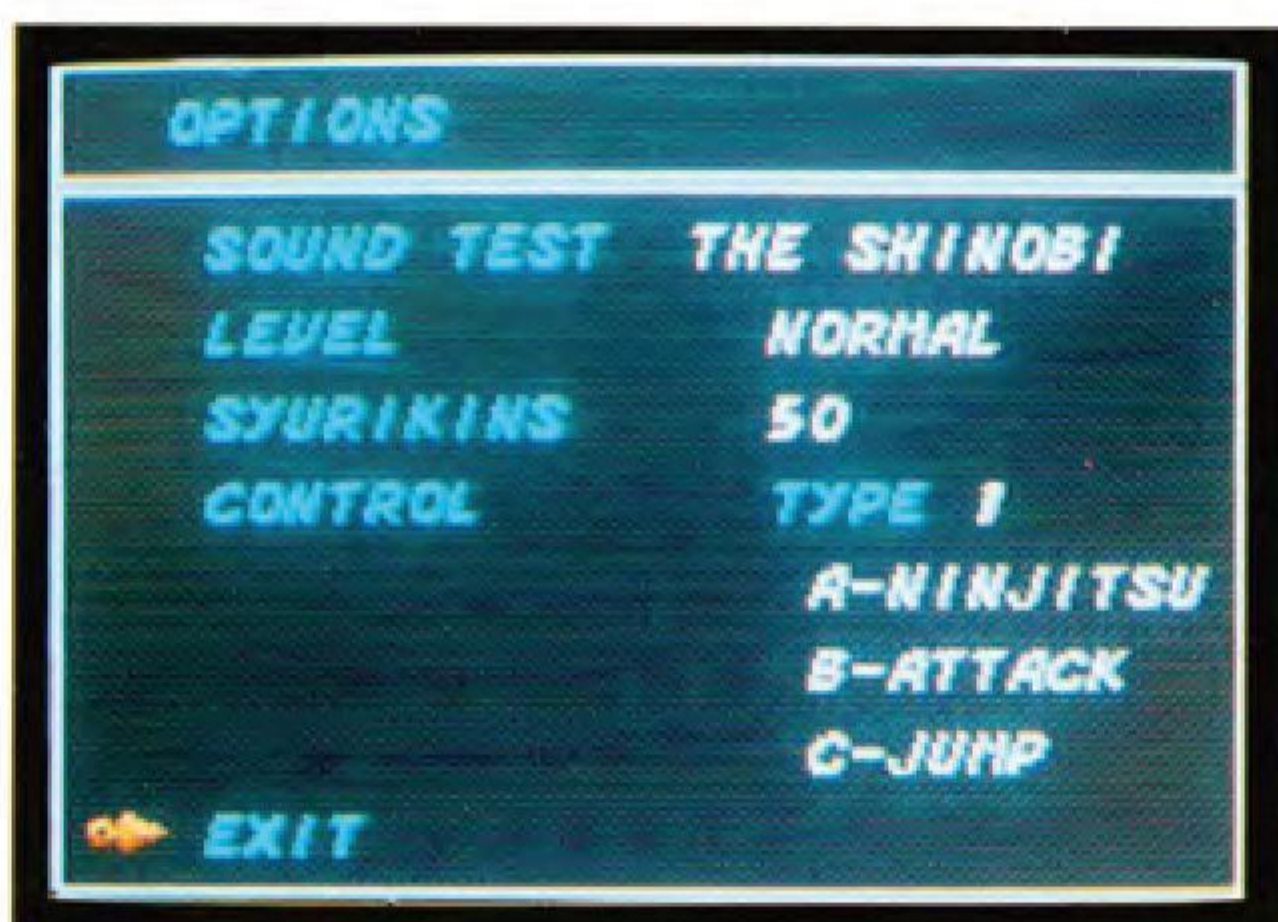 OPTIONS
SOUND TEST THE SHINOBI
LEVEL NORMAL
SYURIKINS 50
CONTROL TYPE 1
A-NINJITSU
B-ATTACK
C-JUMP
EXIT